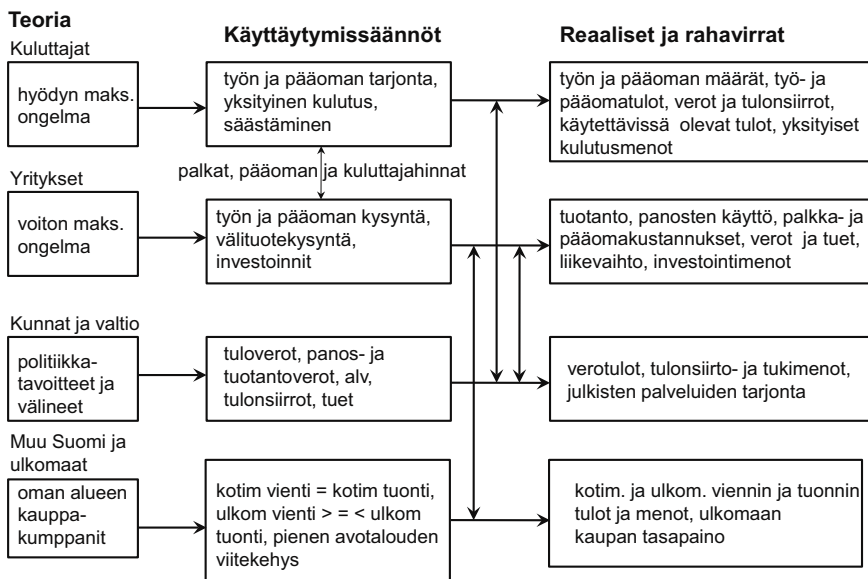 Teoria
Käyttäytymissäännöt
Reaaliset ja rahavirrat
Kuluttajat
hyödyn maks.
ongelma
työn ja pääoman tarjonta,
yksityinen kulutus,
säästäminen
työn ja pääoman määrät, työ- ja
pääomatulot, verot ja tulonsiirrot,
käytettävissä olevat tulot, yksityiset
kulutusmenot
palkat, pääoman ja kuluttajahinnat
Yritykset
voiton maks.
ongelma
työn ja pääoman kysyntä,
välituotekysyntä,
investoinnit
tuotanto, panosten käyttö, palkka- ja
pääomakustannukset, verot ja tuet,
liikevaihto, investointimenot
Kunnat ja valtio
politiikka-
tavoitteet ja
välineet
tuloverot, panos- ja
tuotantoverot, alv,
tulonsiirrot, tuet
verotulot, tulonsiirto- ja tukimenot,
julkisten palveluiden tarjonta
Muu Suomi ja
ulkomaat
oman alueen
kauppa-
kumppanit
kotim vienti = kotim tuonti,
ulkom vienti > = < ulkom
tuonti, pienen avotalouden
viitekehys
kotim. ja ulkom. viennin ja tuonnin
tulot ja menot, ulkomaan
kaupan tasapaino